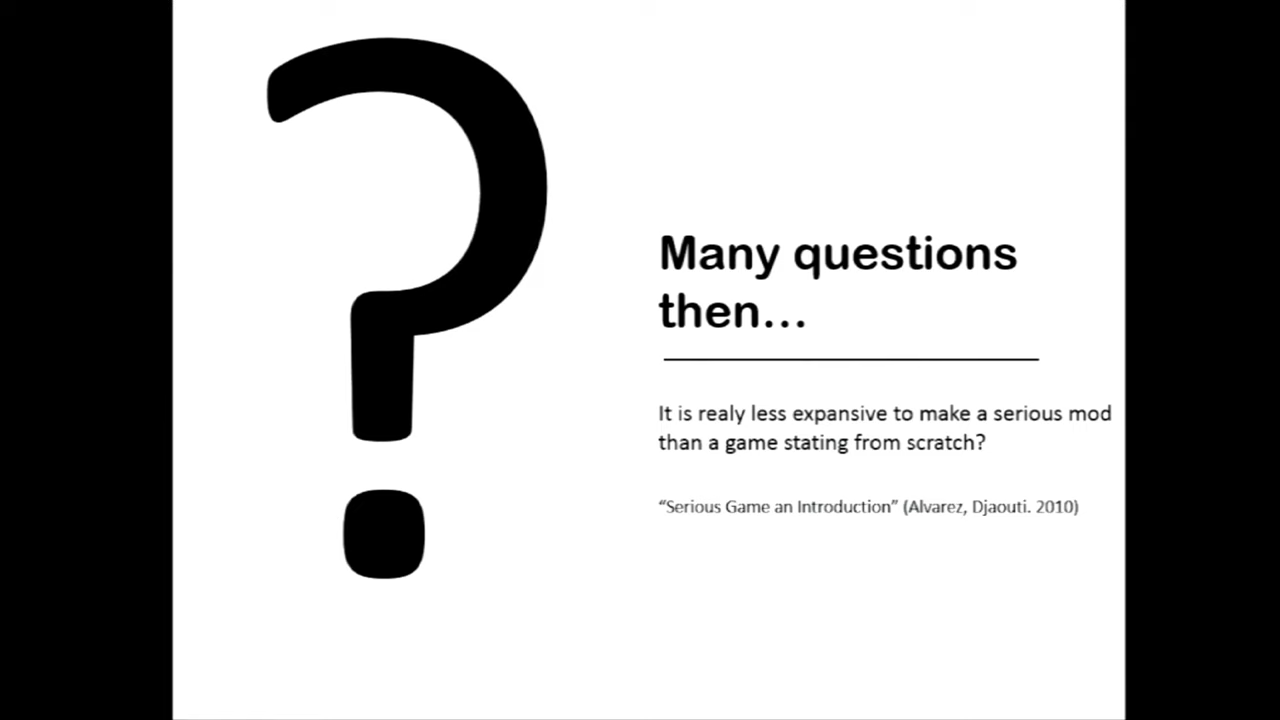 ?
Many questions
then...
It is realy less expansive to make a serious mod
than a game stating from scratch?
“Serious Game an Introduction” (Alvarez, Djaouti. 2010)